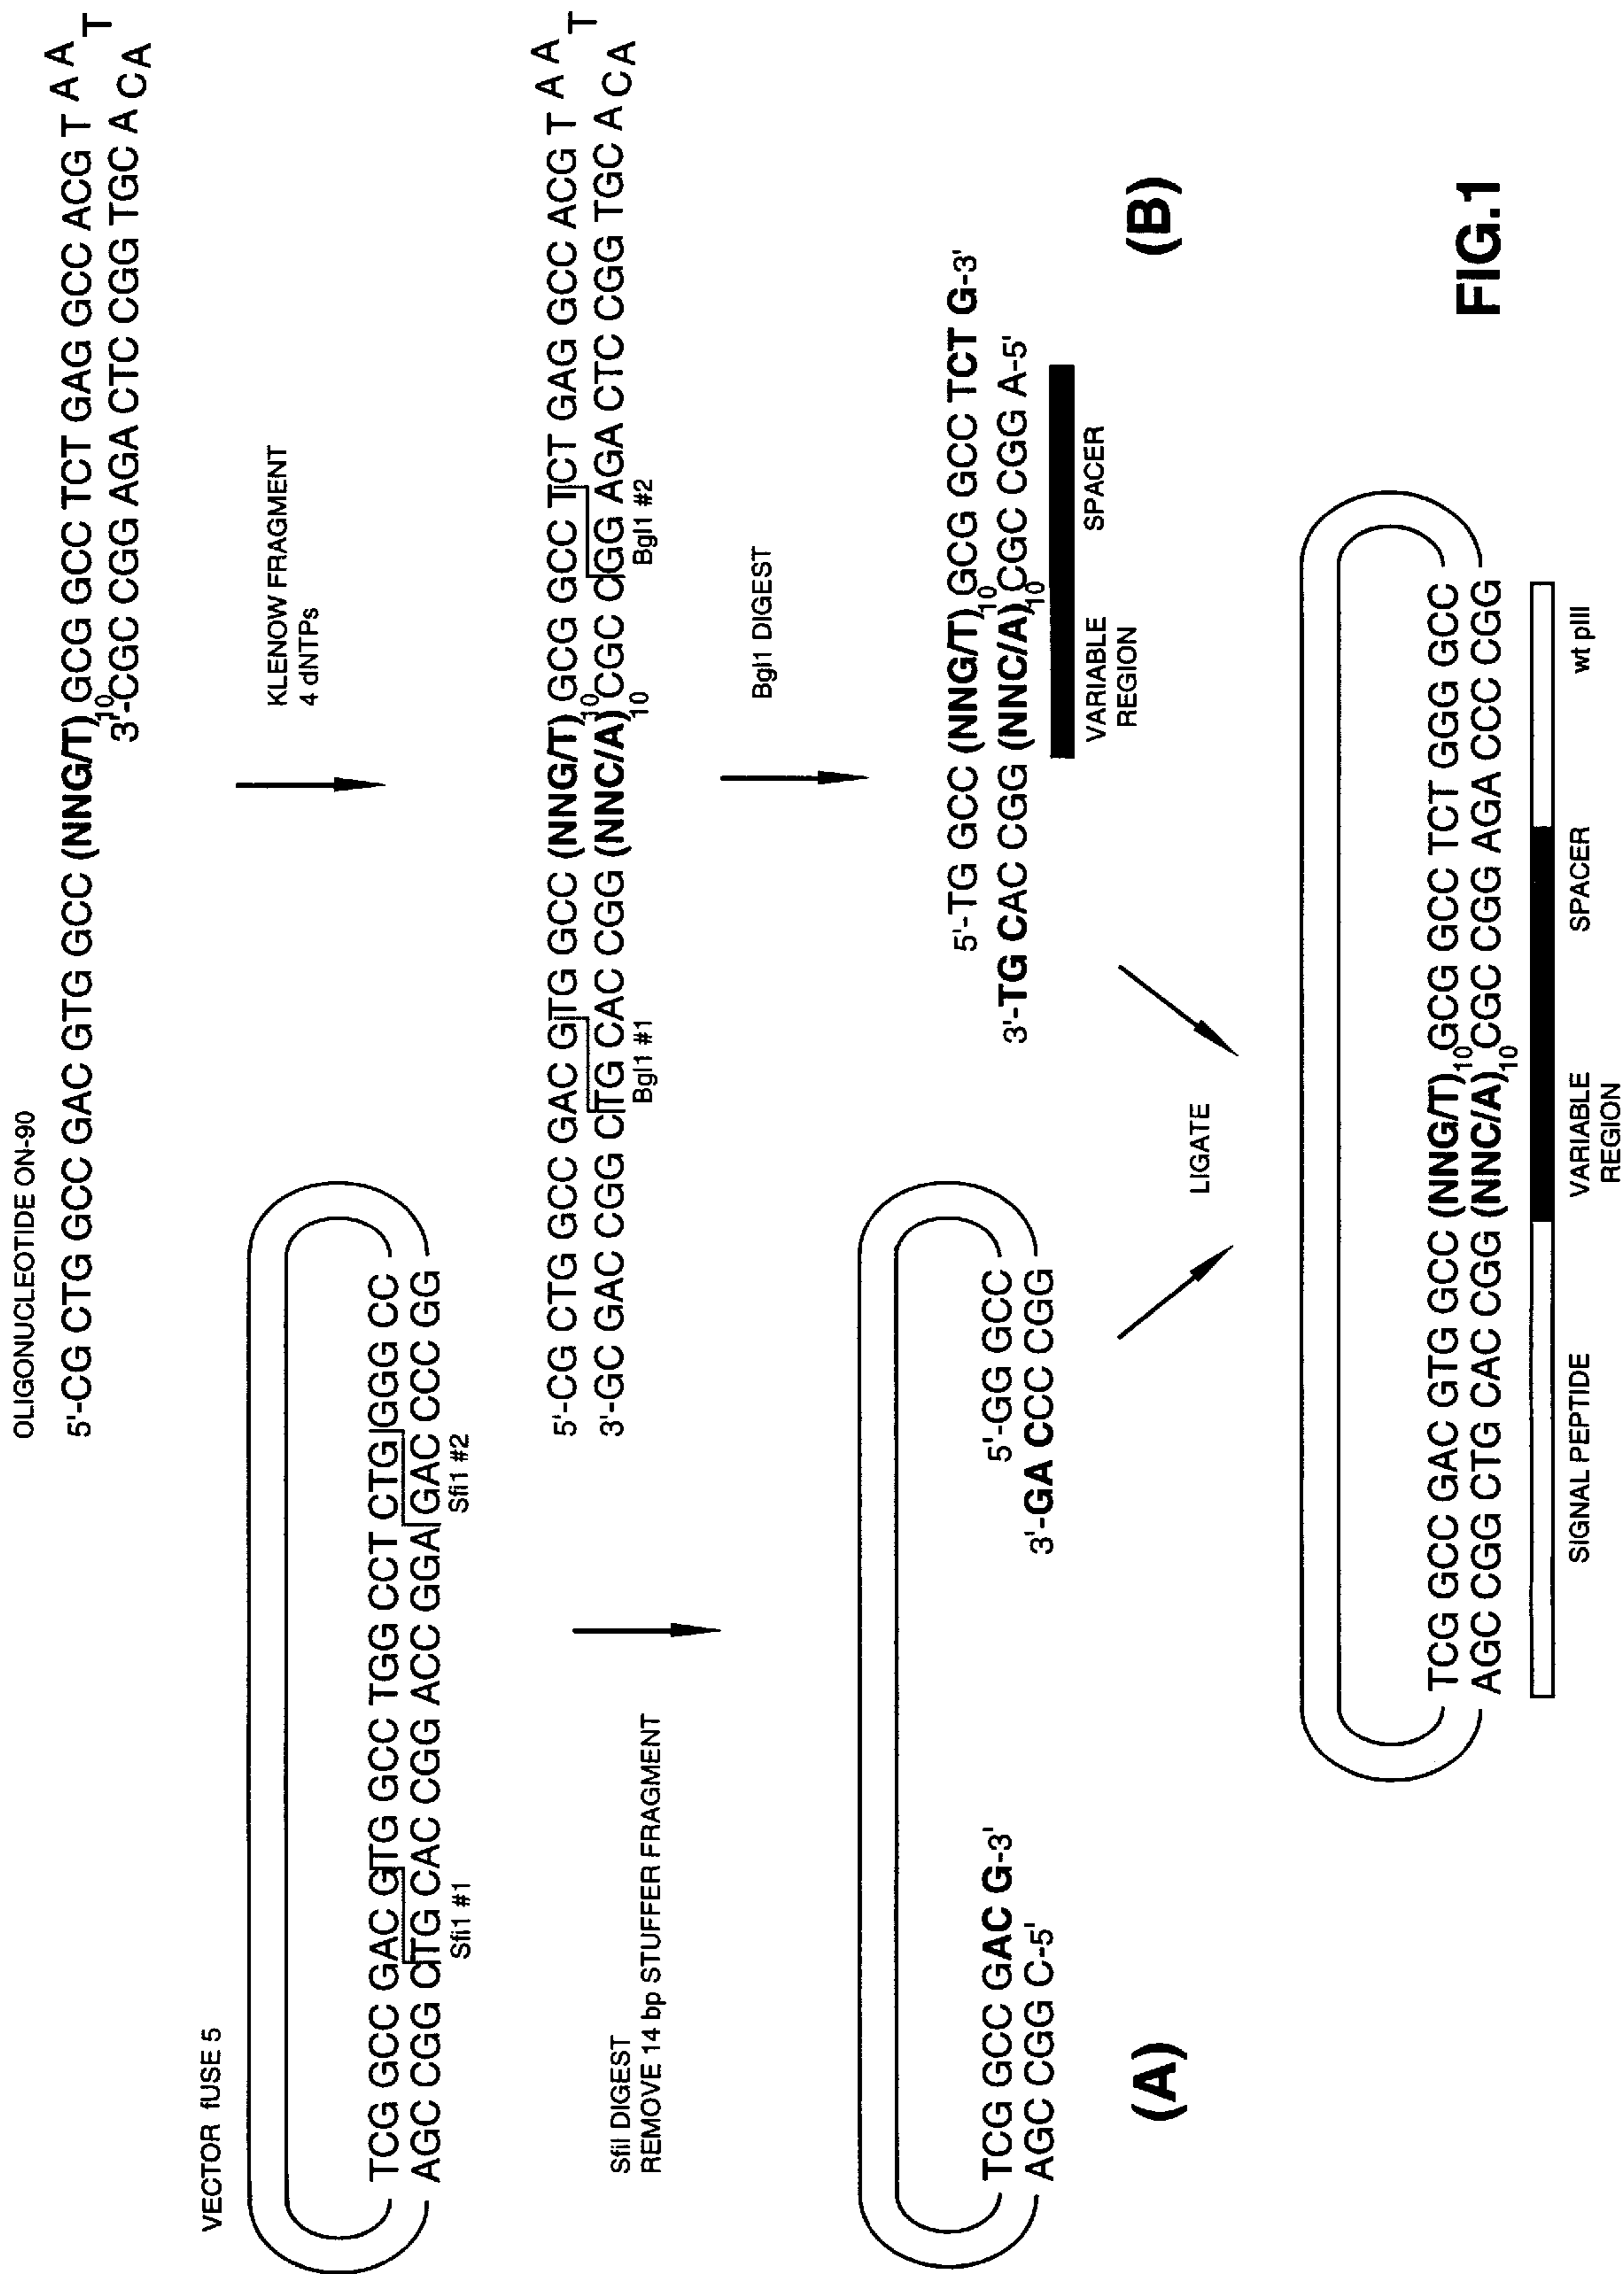 OLIGONUCLEOTIDE ON-90
5'-CG CTG GCC GAC GTG GCC (NNG/T)10 GCG GCC TCT GAG GCC ACG T A A T
3'-CGC CGG AGA CTC CGG TGC A CA
VECTOR fUSE 5
TCG GCC GAC GTG GCC TGG CCT CTG GGG CC
AGC CGG CTG CAC CGG ACC GGA GAC CCC GG
Sfi1 #1
Sfi1 #2
KLENOW FRAGMENT
4 dNTPs
5'-CG CTG GCC GAC GTG GCC (NNG/T)10 GCG GCC TCT GAG GCC ACG T A A T
3'-GC GAC CGG CTG CAC CGG (NNC/A)10 CGC CGG AGA CTC CGG TGC A CA
Bgl1 #1
Bgl1 #2
SfiI DIGEST
REMOVE 14 bp STUFFER FRAGMENT
Bgl1 DIGEST
TCG GCC GAC G-3'
AGC CGG C-5'
5'-GG GCC
3'-GA CCC CGG
(A)
5'-TG GCC (NNG/T)10 GCG GCC TCT G-3'
3'-TG CAC CGG (NNC/A)10 CGC CGG A-5'
VARIABLE
REGION
SPACER
(B)
LIGATE
TCG GCC GAC GTG GCC (NNG/T)10 GCG GCC TCT GGG GCC
AGC CGG CTG CAC CGG (NNC/A)10 CGC CGG AGA CCC CGG
SIGNAL PEPTIDE
VARIABLE
REGION
SPACER
wt pIII
FIG.1